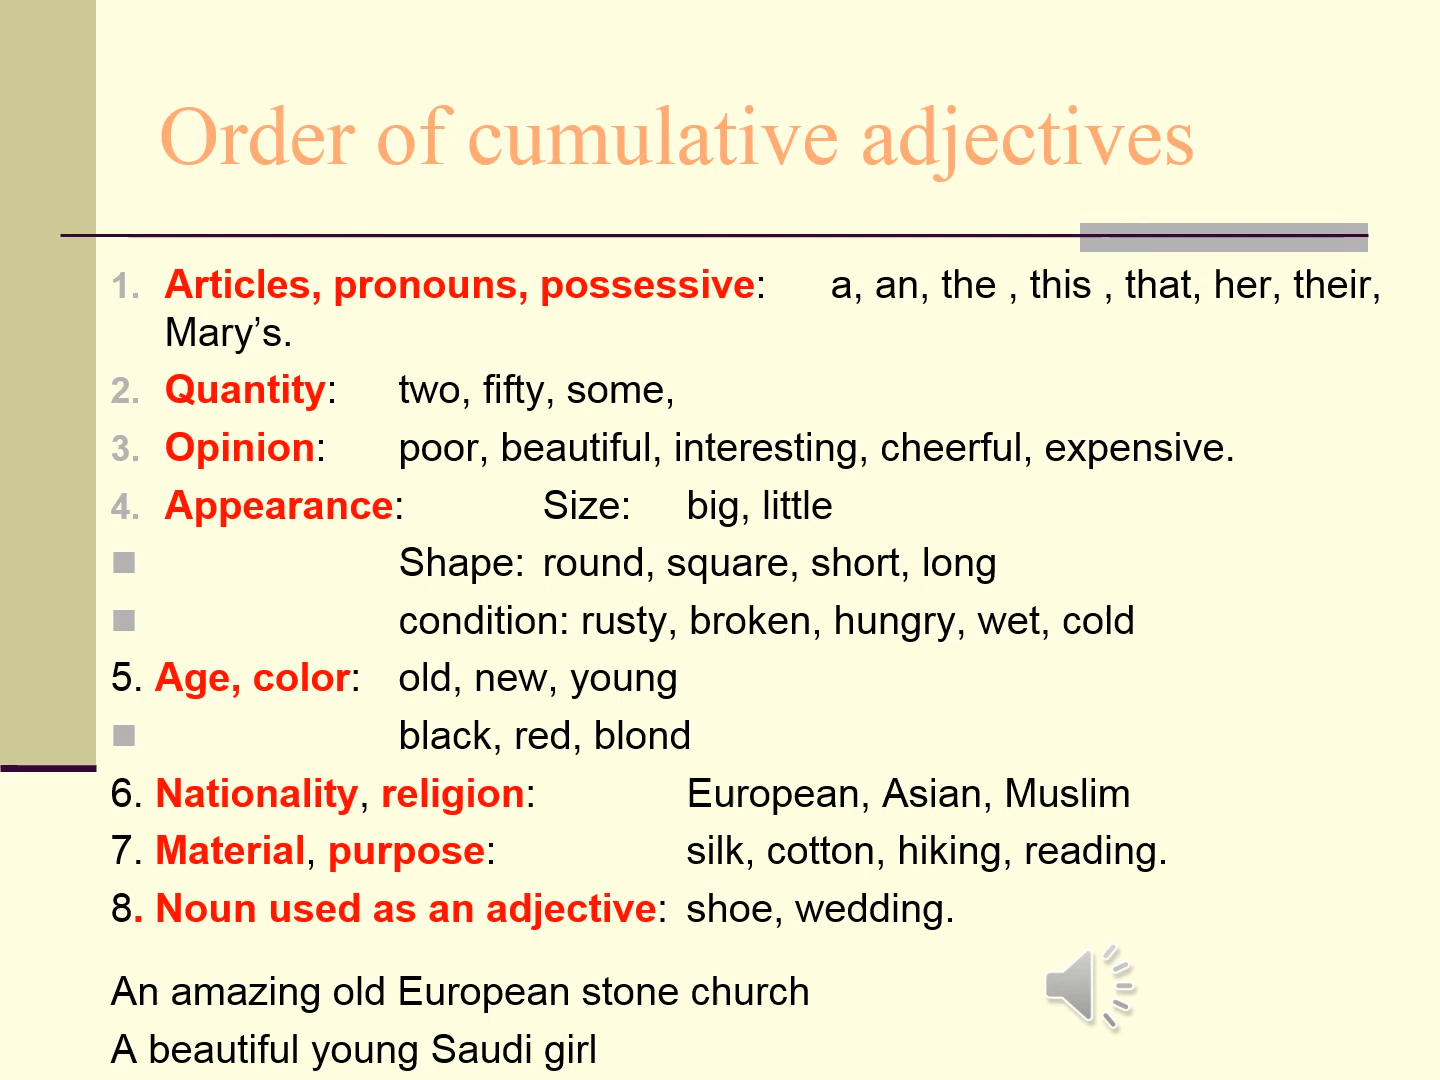 Order of cumulative adjectives
1. Articles, pronouns, possessive: a, an, the , this , that, her, their,
Mary’s.
2. Quantity: two, fifty, some,
3. Opinion: poor, beautiful, interesting, cheerful, expensive.
4. Appearance: Size: big, little
Shape: round, square, short, long
condition: rusty, broken, hungry, wet, cold
5. Age, color: old, new, young
black, red, blond
6. Nationality, religion: European, Asian, Muslim
7. Material, purpose: silk, cotton, hiking, reading.
8. Noun used as an adjective: shoe, wedding.
An amazing old European stone church
A beautiful young Saudi girl